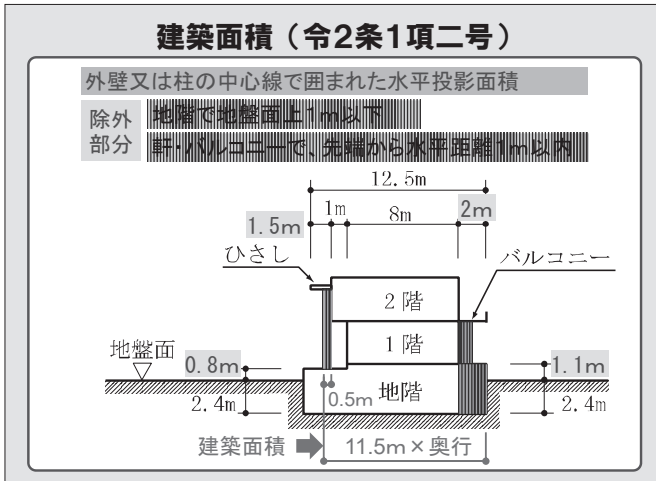 建築面積（令2条1項二号）
外壁又は柱の中心線で囲まれた水平投影面積
除外部分
地階で地盤面上1m以下
軒・バルコニーで、先端から水平距離1m以内
12.5m
1.5m
1m
8m
2m
ひさし
バルコニー
2階
1階
地盤面
0.8m
1.1m
2.4m
0.5m
地階
2.4m
建築面積
11.5m×奥行